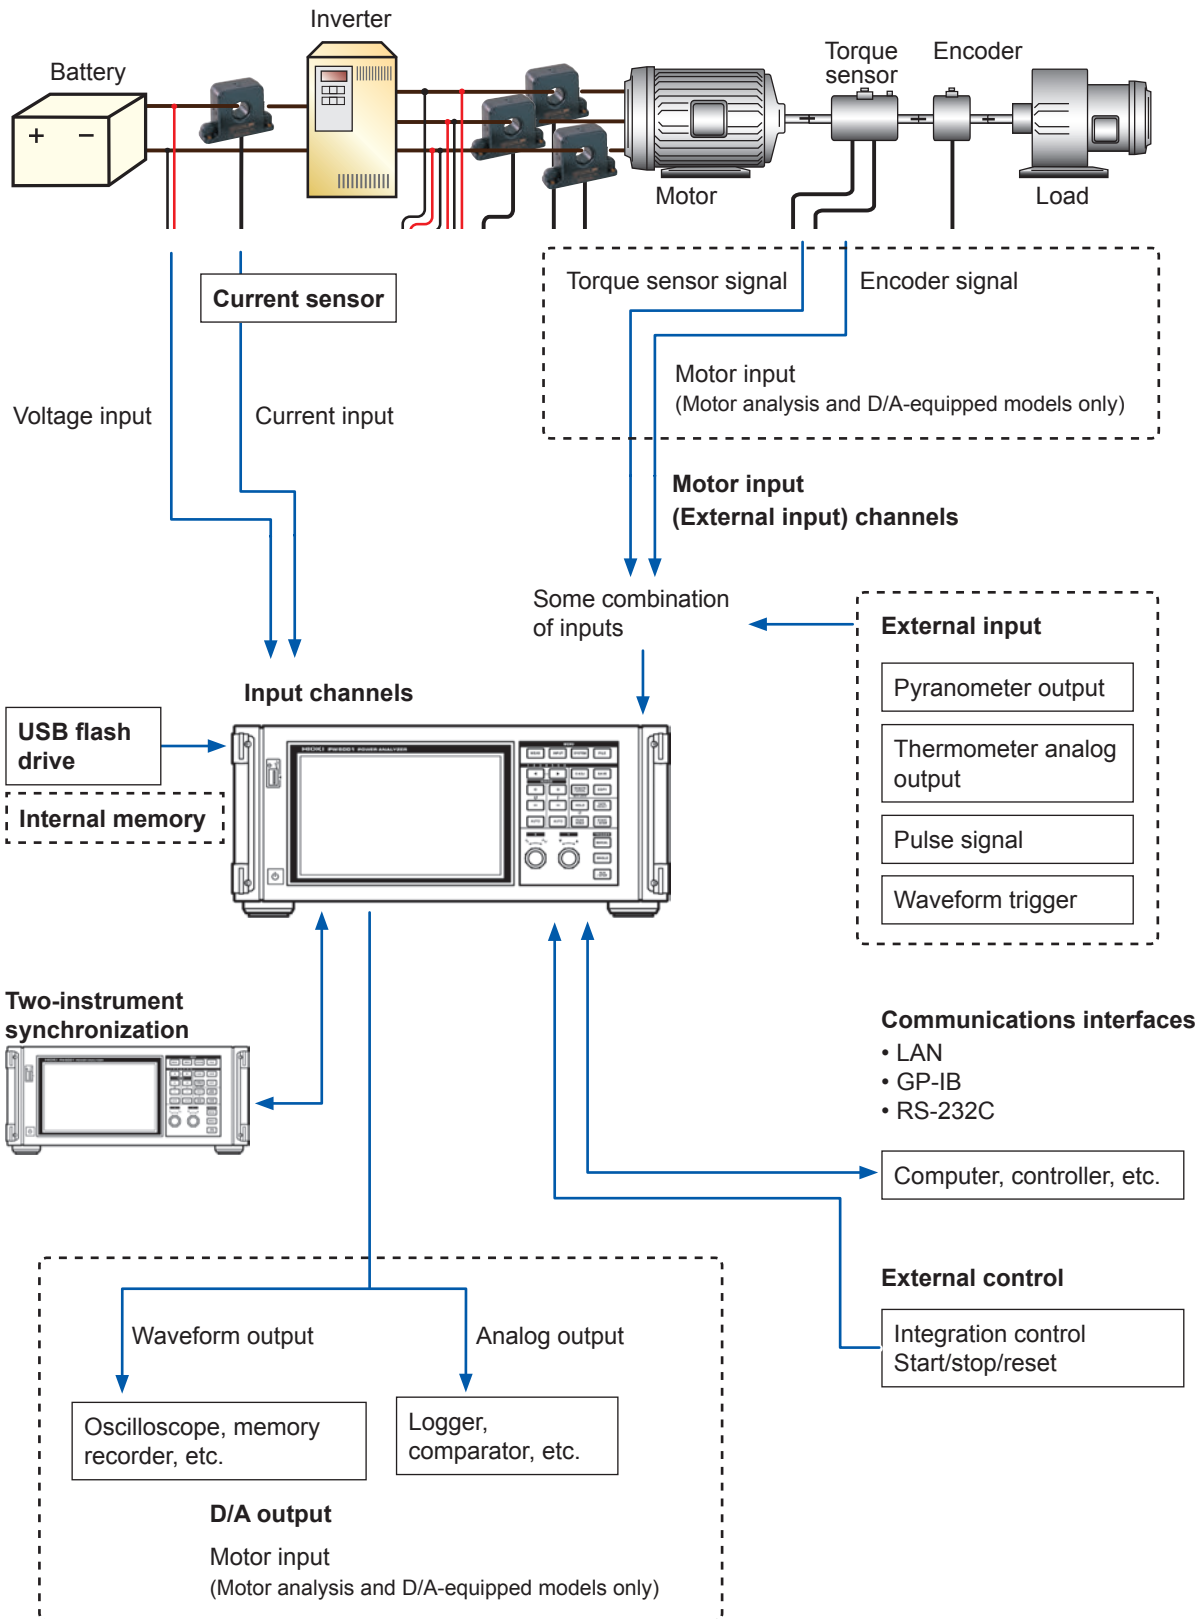 Inverter
Battery
Torque
sensor
Encoder
Motor
Load
Current sensor
Torque sensor signal
Encoder signal
Motor input
(Motor analysis and D/A-equipped models only)
Voltage input
Current input
Motor input
(External input) channels
Some combination
of inputs
External input
Pyranometer output
Thermometer analog
output
Pulse signal
Waveform trigger
Input channels
USB flash
drive
Internal memory
HIOKI PW6001 POWER ANALYZER
Two-instrument
synchronization
Communications interfaces
• LAN
• GP-IB
• RS-232C
Computer, controller, etc.
External control
Integration control
Start/stop/reset
Waveform output
Analog output
Oscilloscope, memory
recorder, etc.
Logger,
comparator, etc.
D/A output
Motor input
(Motor analysis and D/A-equipped models only)